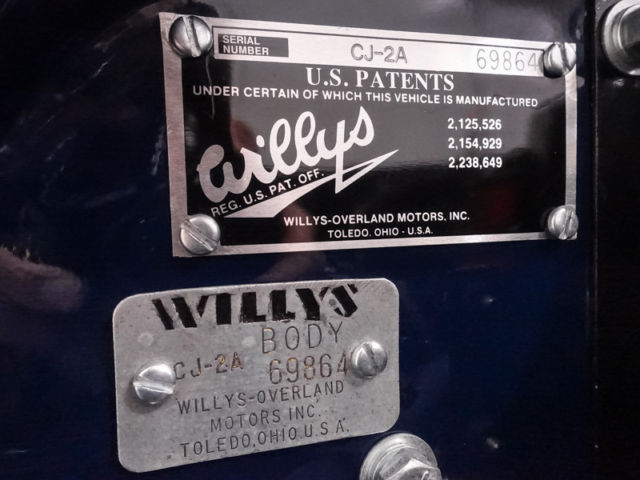 SERIAL NUMBER CJ-2A 69864
U.S. PATENTS
UNDER CERTAIN OF WHICH THIS VEHICLE IS MANUFACTURED
2,125,526
2,154,929
2,238,649
Willys
REG. U.S. PAT. OFF.
WILLYS-OVERLAND MOTORS, INC.
TOLEDO, OHIO - U.S.A.
WILLYS
BODY
CJ-2A 69864
WILLYS-OVERLAND
MOTORS INC.
TOLEDO, OHIO U.S.A.